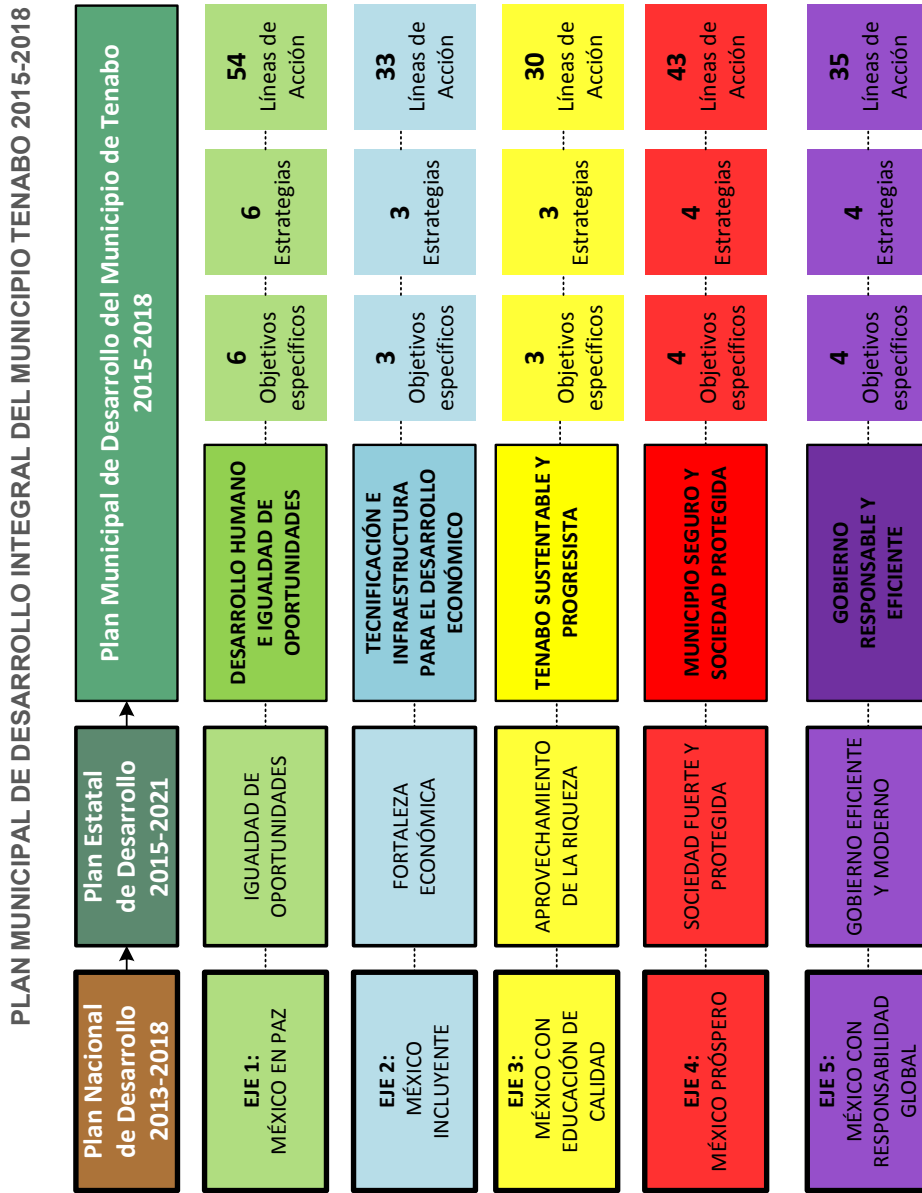 PLAN MUNICIPAL DE DESARROLLO INTEGRAL DEL MUNICIPIO TENABO 2015-2018
Plan Nacional
de Desarrollo
2013-2018
Plan Estatal
de Desarrollo
2015-2021
Plan Municipal de Desarrollo del Municipio de Tenabo
2015-2018
EJE 1:
MÉXICO EN PAZ
IGUALDAD DE
OPORTUNIDADES
DESARROLLO HUMANO
E IGUALDAD DE
OPORTUNIDADES
6
Objetivos
específicos
6
Estrategias
54
Líneas de
Acción
EJE 2:
MÉXICO
INCLUYENTE
FORTALEZA
ECONÓMICA
TECNIFICACIÓN E
INFRAESTRUCTURA
PARA EL DESARROLLO
ECONÓMICO
3
Objetivos
específicos
3
Estrategias
33
Líneas de
Acción
EJE 3:
MÉXICO CON
EDUCACIÓN DE
CALIDAD
APROVECHAMIENTO
DE LA RIQUEZA
TENABO SUSTENTABLE Y
PROGRESISTA
3
Objetivos
específicos
3
Estrategias
30
Líneas de
Acción
EJE 4:
MÉXICO PRÓSPERO
SOCIEDAD FUERTE Y
PROTEGIDA
MUNICIPIO SEGURO Y
SOCIEDAD PROTEGIDA
4
Objetivos
específicos
4
Estrategias
43
Líneas de
Acción
EJE 5:
MÉXICO CON
RESPONSABILIDAD
GLOBAL
GOBIERNO EFICIENTE
Y MODERNO
GOBIERNO
RESPONSABLE Y
EFICIENTE
4
Objetivos
específicos
4
Estrategias
35
Líneas de
Acción